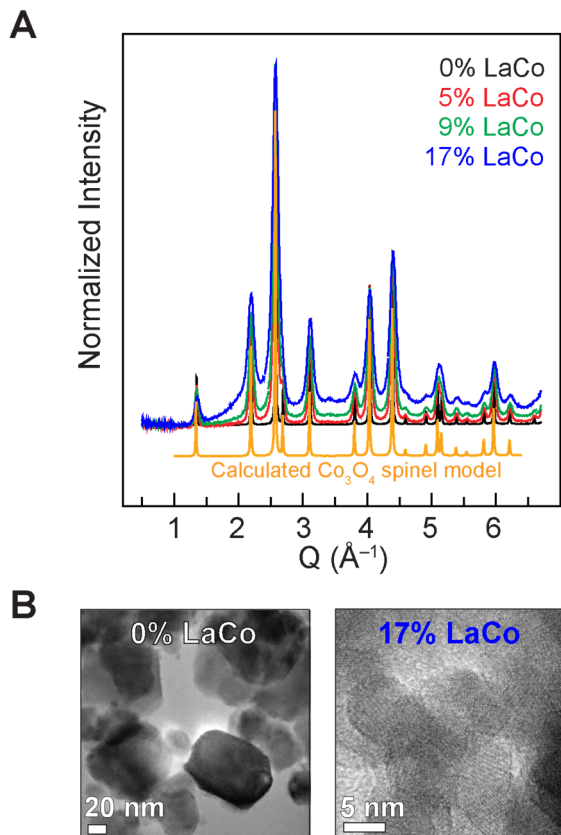 A
Normalized Intensity
0% LaCo
5% LaCo
9% LaCo
17% LaCo
Calculated Co₃O₄ spinel model
1 2 3 4 5 6
Q (Å⁻¹)
B
0% LaCo
20 nm
17% LaCo
5 nm